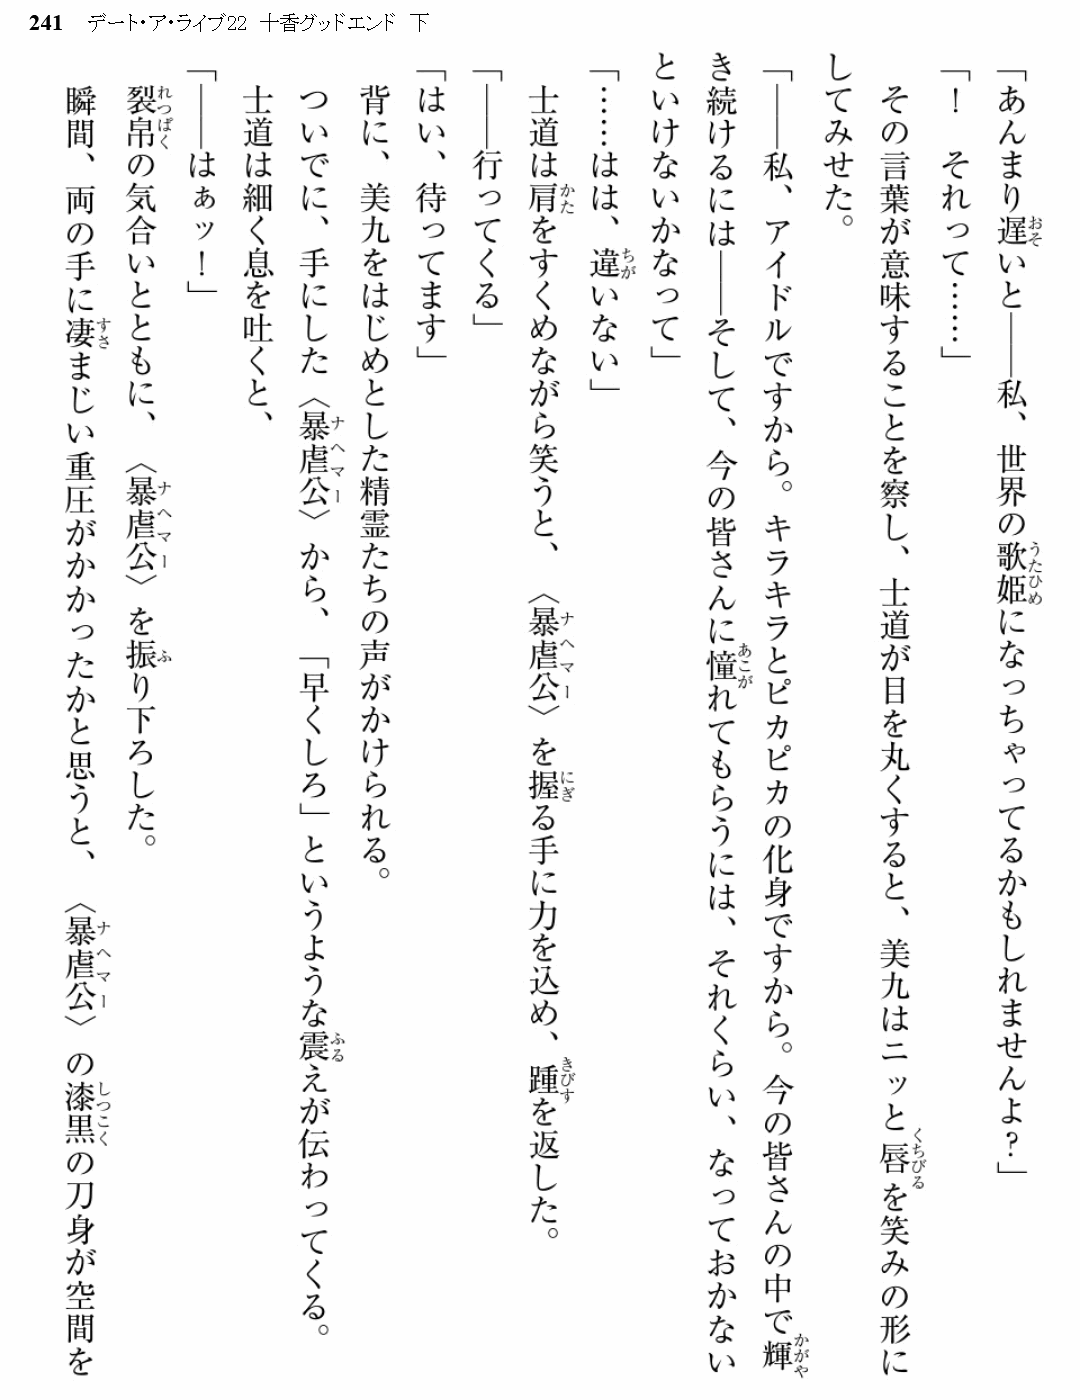 241 デート・ア・ライブ22 十香グッドエンド 下
「あんまり遅いと――私、世界の歌姫になっちゃってるかもしれませんよ？」
「！　それって……」
　その言葉が意味することを察し、士道が目を丸くすると、美九はニッと唇を笑みの形に
してみせた。
「――私、アイドルですから。キラキラとピカピカの化身ですから。今の皆さんの中で輝
き続けるには――そして、今の皆さんに憧れてもらうには、それくらい、なっておかない
といけないかなって」
「……はは、違いない」
　士道は肩をすくめながら笑うと、〈暴虐公〉を握る手に力を込め、踵を返した。
「――行ってくる」
「はい、待ってます」
　背に、美九をはじめとした精霊たちの声がかけられる。
　ついでに、手にした〈暴虐公〉から、「早くしろ」というような震えが伝わってくる。
　士道は細く息を吐くと、
「――はぁッ！」
　裂帛の気合いとともに、〈暴虐公〉を振り下ろした。
　瞬間、両の手に凄まじい重圧がかかったかと思うと、〈暴虐公〉の漆黒の刀身が空間を